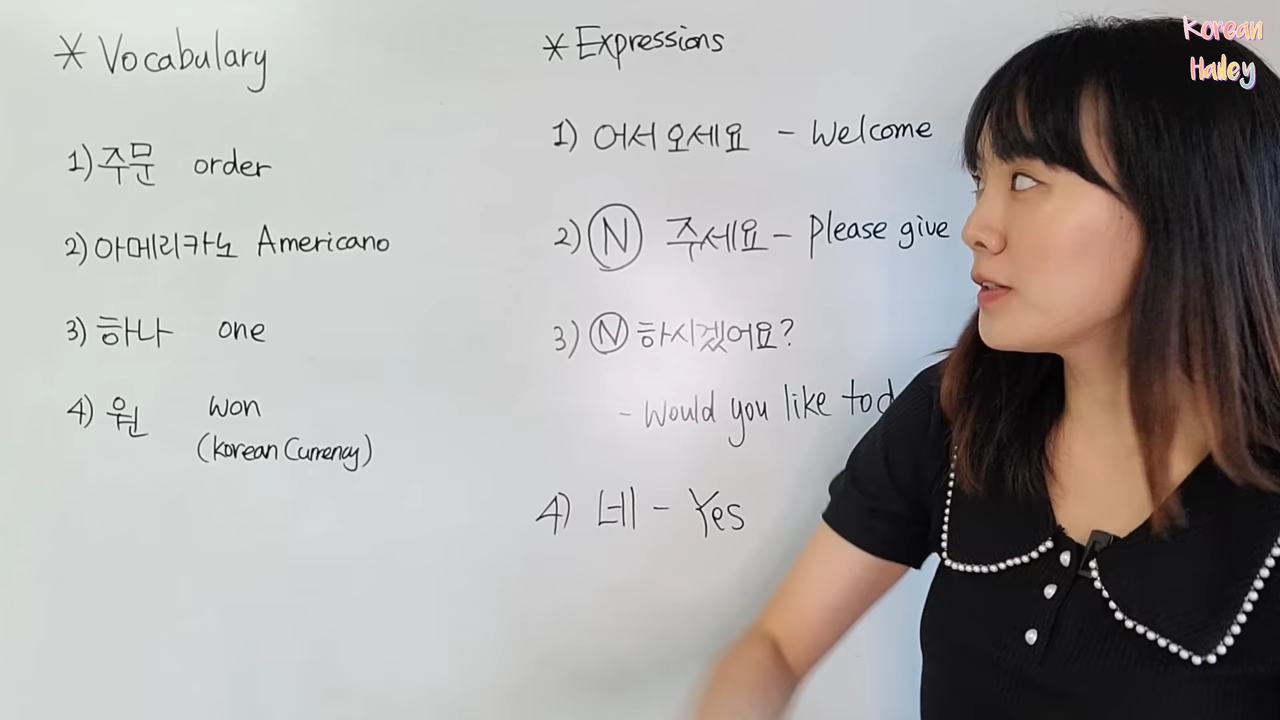 * Vocabulary
1) 주문 order
2) 아메리카노 Americano
3) 하나 one
4) 원 won
(Korean Currency)
* Expressions
1) 어서 오세요 - Welcome
2) N 주세요 - Please give
3) N 하시겠어요?
- Would you like to
4) 네 - Yes
Korean
Hailey